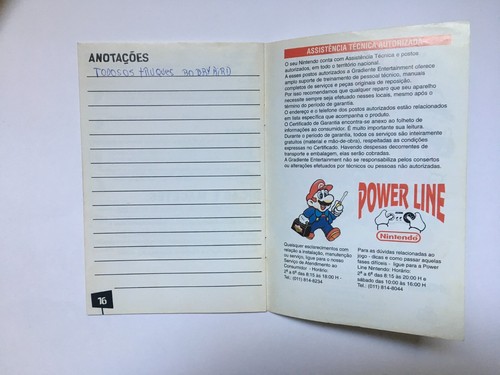 ANOTAÇÕES
TODOSOS
16
ASSISTÊNCIA TÉCNICA AUTORIZADA
O seu Nintendo conta com Assistência Técnica e postos
autorizados, em todo o território nacional.
A esses postos autorizados a Gradiente Entertainment oferece
amplo suporte de treinamento de pessoal técnico, manuais
completos de serviços e peças originais de reposição.
Por isso recomendamos que qualquer reparo que seu aparelho
necessite sempre seja efetuado nesses locais, mesmo após o
término do período de garantia.
O endereço e o telefone dos postos autorizados estão relacionados
em lista específica que acompanha o produto.
O Certificado de Garantia encontra-se anexo ao folheto de
informações ao consumidor. É muito importante sua leitura.
Durante o período de garantia, todos os serviços são inteiramente
gratuitos (material e mão-de-obra), respeitadas as condições
expressas no Certificado. Havendo despesas decorrentes de
transporte e embalagem, elas serão cobradas.
A Gradiente Entertainment não se responsabiliza pelos consertos
ou alterações efetuados por técnicos ou pessoas não autorizadas.
POWER LINE
Nintendo
Quaisquer esclarecimentos com
relação a instalação, manutenção
ou serviço, ligue para o nosso
Serviço de Atendimento ao
Consumidor - Horário:
2ª a 6ª das 8:15 às 18:00 H -
Tel.: (011) 814-8234
Para as dúvidas relacionadas ao
jogo - dicas e como passar aquelas
fases difíceis - ligue para a Power
Line Nintendo: Horário:
2ª a 6ª das 8:15 às 20:00 H e
sábado das 10:00 às 16:00 H
Tel.: (011) 814-6044